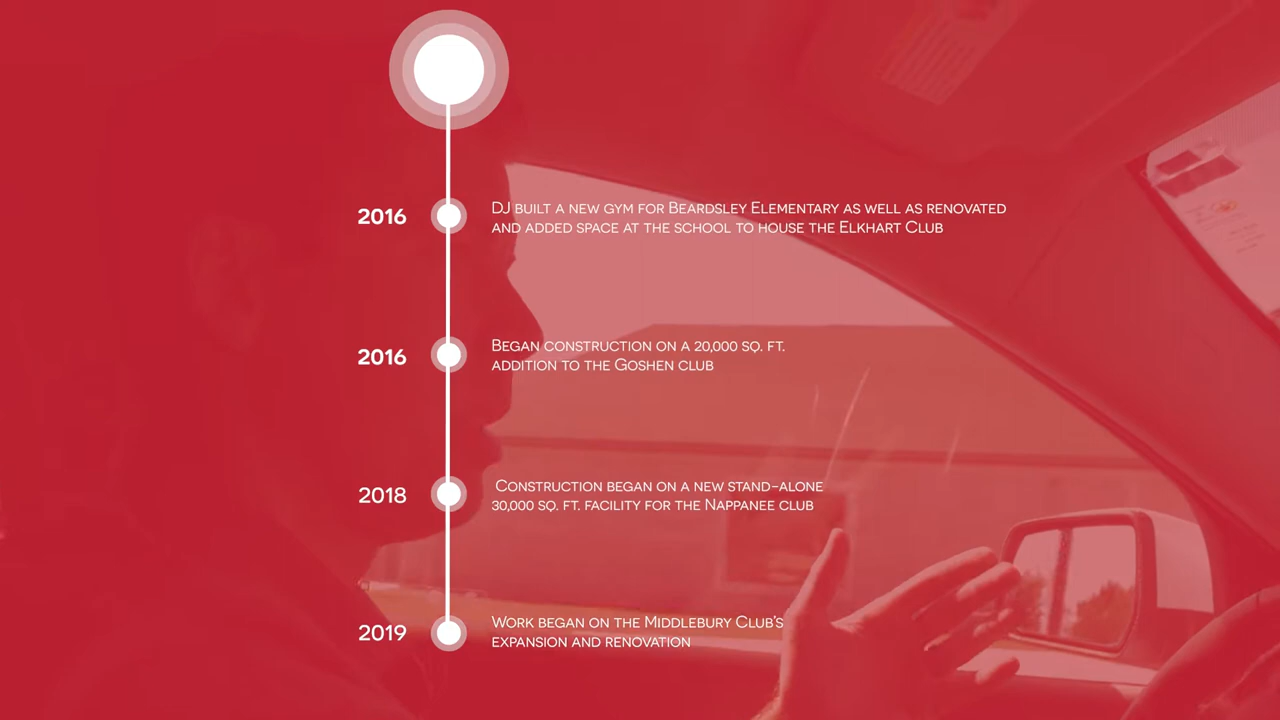 2016
DJ BUILT A NEW GYM FOR BEARDSLEY ELEMENTARY AS WELL AS RENOVATED
AND ADDED SPACE AT THE SCHOOL TO HOUSE THE ELKHART CLUB
2016
BEGAN CONSTRUCTION ON A 20,000 SQ. FT.
ADDITION TO THE GOSHEN CLUB
2018
CONSTRUCTION BEGAN ON A NEW STAND-ALONE
30,000 SQ. FT. FACILITY FOR THE NAPPANEE CLUB
2019
WORK BEGAN ON THE MIDDLEBURY CLUB'S
EXPANSION AND RENOVATION